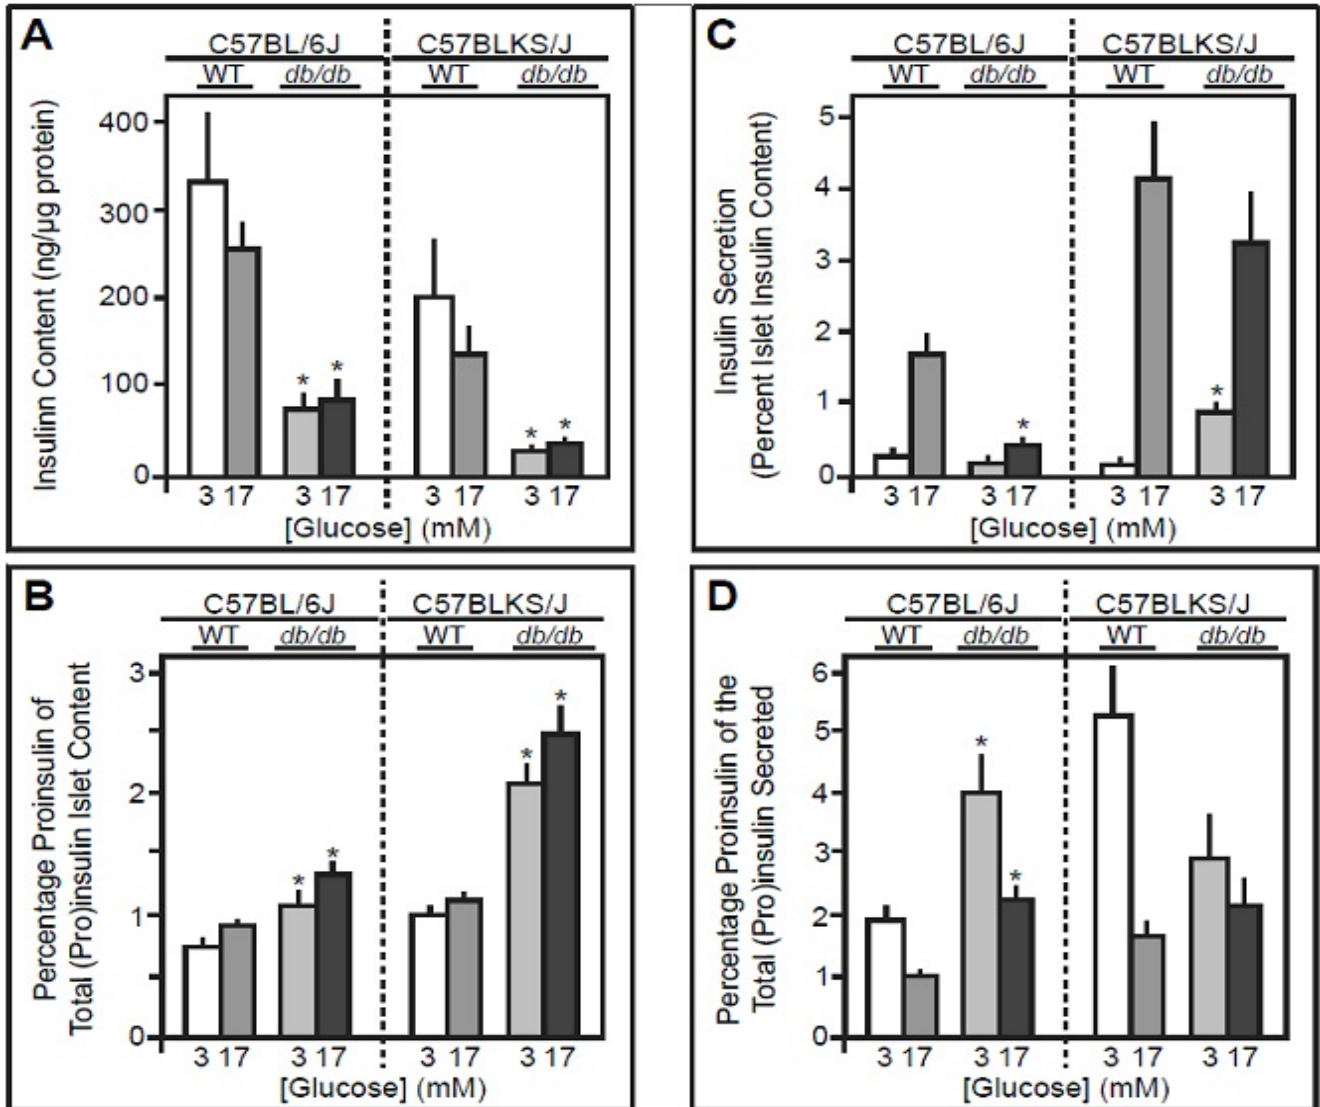 A
C57BL/6J C57BLKS/J
WT db/db WT db/db
Insulinn Content (ng/µg protein)
400
300
200
100
0
* * * *
3 17 3 17 3 17 3 17
[Glucose] (mM)
C
C57BL/6J C57BLKS/J
WT db/db WT db/db
Insulin Secretion
(Percent Islet Insulin Content)
5
4
3
2
1
0
* *
3 17 3 17 3 17 3 17
[Glucose] (mM)
B
C57BL/6J C57BLKS/J
WT db/db WT db/db
Percentage Proinsulin of
Total (Pro)insulin Islet Content
3
2
1
0
* * * *
3 17 3 17 3 17 3 17
[Glucose] (mM)
D
C57BL/6J C57BLKS/J
WT db/db WT db/db
Percentage Proinsulin of the
Total (Pro)insulin Secreted
6
5
4
3
2
1
0
* *
3 17 3 17 3 17 3 17
[Glucose] (mM)